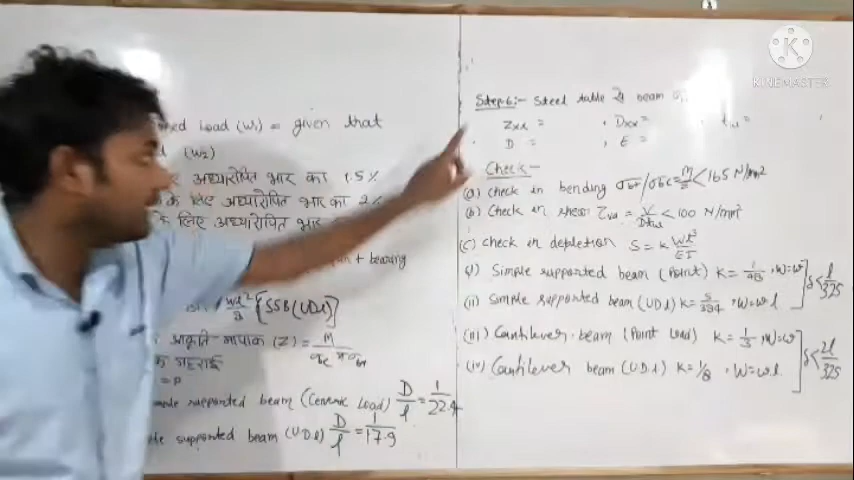 Load (W1) = given that
(W2)
लिए अध्यारोपित भार का 1.5 %
के लिए अध्यारोपित भार का 2 %
के लिए अध्यारोपित भार का
+ bearing
wl²/8 {SSB (UDL)}
आकृति मापांक (Z) = M/σbc या σbt
गहराई
= P
supported beam (Centric Load) D/l = 1/22.4
supported beam (UDL) D/l = 1/17.9
Step-6:- Steel table से beam
Zxx = , Dxx = , tw =
D = , E =
Check-
(a) Check in bending σbt/σbc = M/Z < 165 N/mm²
(b) Check in shear τva = V/Dtw < 100 N/mm²
(c) Check in depletion S = K Wl³/EI
(i) Simple supported beam (Point) K = 1/48 , W=w
(ii) Simple supported beam (UDL) K = 5/384 , W = w.l
] δ < l/325
(iii) Cantilever beam (Point Load) K = 1/3 , W=w
(iv) Cantilever beam (U.D.L) K = 1/8 , W = w.l.
] δ < 2l/325
KINEMASTER